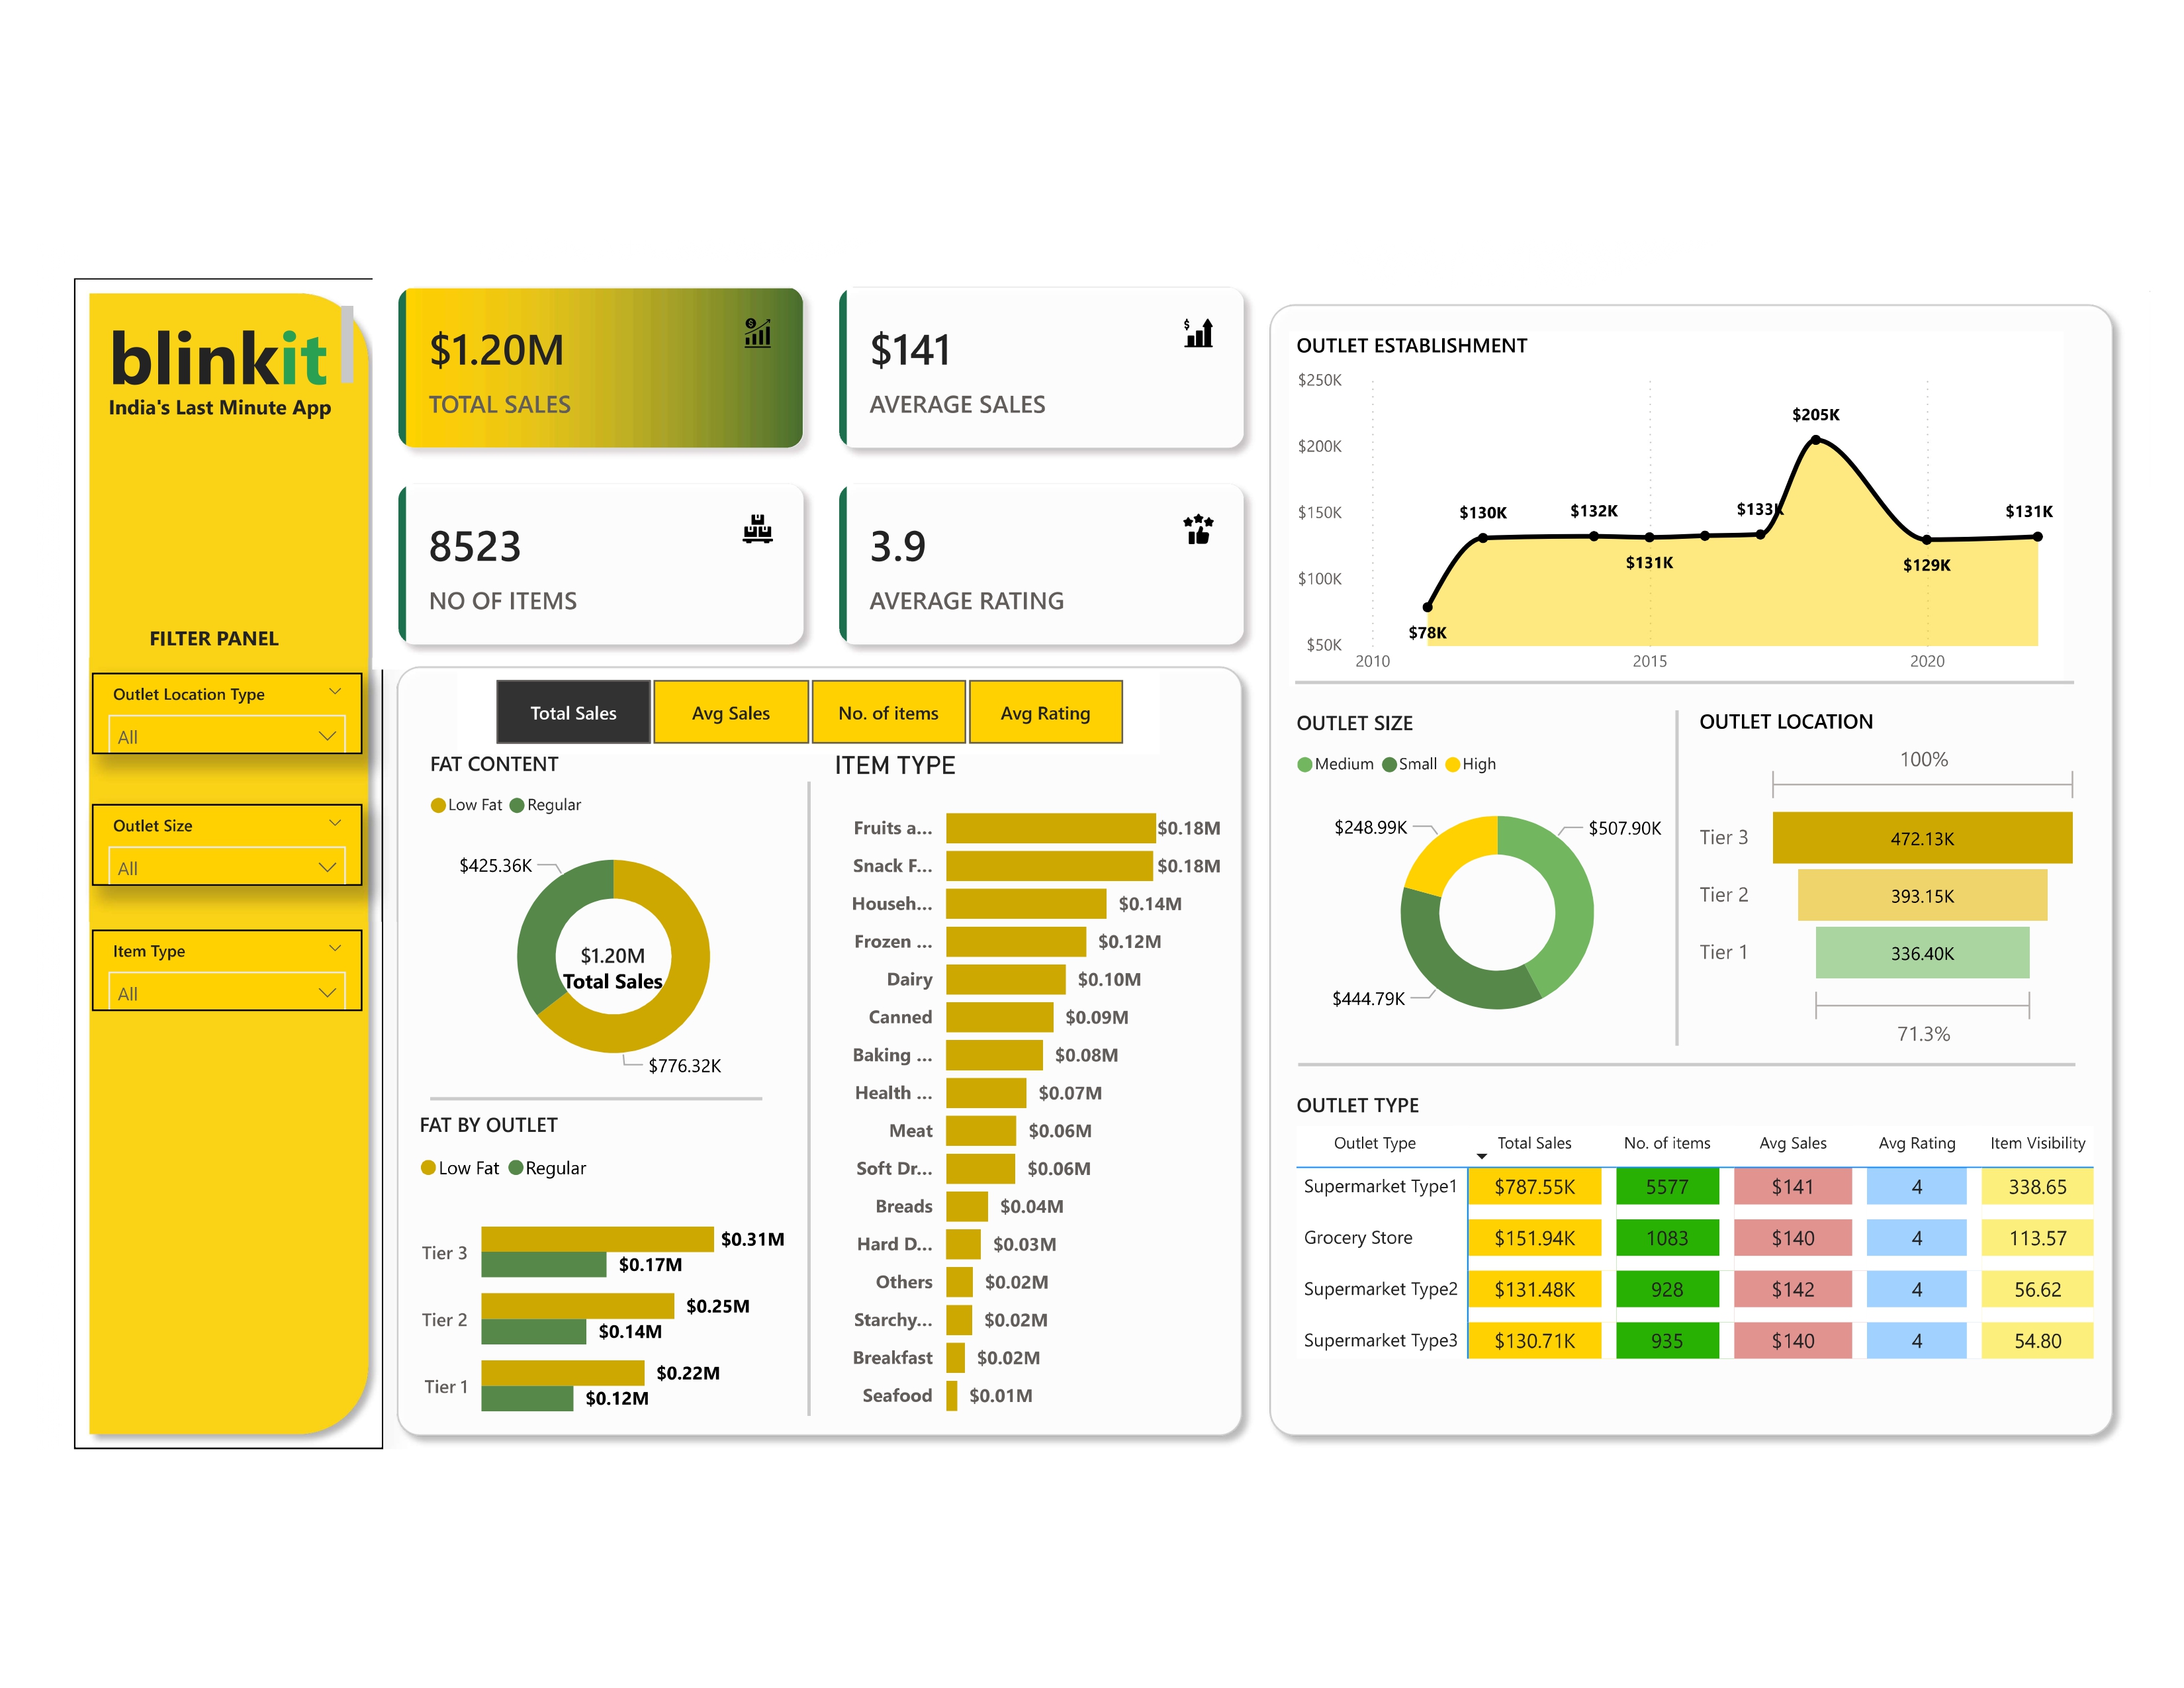 blinkit
India's Last Minute App
FILTER PANEL
Outlet Location Type
All
Outlet Size
All
Item Type
All
$1.20M
TOTAL SALES
$141
AVERAGE SALES
8523
NO OF ITEMS
3.9
AVERAGE RATING
Total Sales
Avg Sales
No. of items
Avg Rating
FAT CONTENT
Low Fat Regular
$425.36K
$1.20M
Total Sales
$776.32K
FAT BY OUTLET
Low Fat Regular
Tier 3
$0.31M
$0.17M
Tier 2
$0.25M
$0.14M
Tier 1
$0.22M
$0.12M
ITEM TYPE
Fruits a... $0.18M
Snack F... $0.18M
Househ... $0.14M
Frozen ... $0.12M
Dairy $0.10M
Canned $0.09M
Baking ... $0.08M
Health ... $0.07M
Meat $0.06M
Soft Dr... $0.06M
Breads $0.04M
Hard D... $0.03M
Others $0.02M
Starchy... $0.02M
Breakfast $0.02M
Seafood $0.01M
OUTLET ESTABLISHMENT
$250K
$200K
$150K
$100K
$50K
$78K
$130K
$132K
$131K
$133K
$205K
$129K
$131K
2010 2015 2020
OUTLET SIZE
Medium Small High
$248.99K
$507.90K
$444.79K
OUTLET LOCATION
100%
Tier 3 472.13K
Tier 2 393.15K
Tier 1 336.40K
71.3%
OUTLET TYPE
Outlet Type Total Sales No. of items Avg Sales Avg Rating Item Visibility
Supermarket Type1 $787.55K 5577 $141 4 338.65
Grocery Store $151.94K 1083 $140 4 113.57
Supermarket Type2 $131.48K 928 $142 4 56.62
Supermarket Type3 $130.71K 935 $140 4 54.80